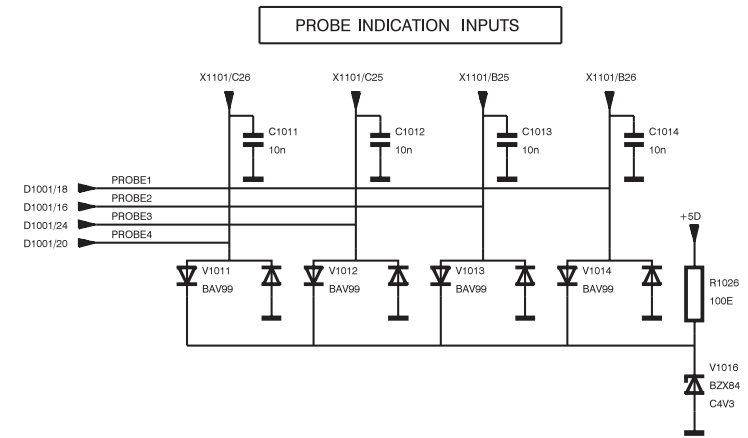 PROBE INDICATION INPUTS
X1101/C26
X1101/C25
X1101/B25
X1101/B26
C1011
10n
C1012
10n
C1013
10n
C1014
10n
D1001/18
PROBE1
D1001/16
PROBE2
D1001/24
PROBE3
D1001/20
PROBE4
+5D
V1011
BAV99
V1012
BAV99
V1013
BAV99
V1014
BAV99
R1026
100E
V1016
BZX84
C4V3